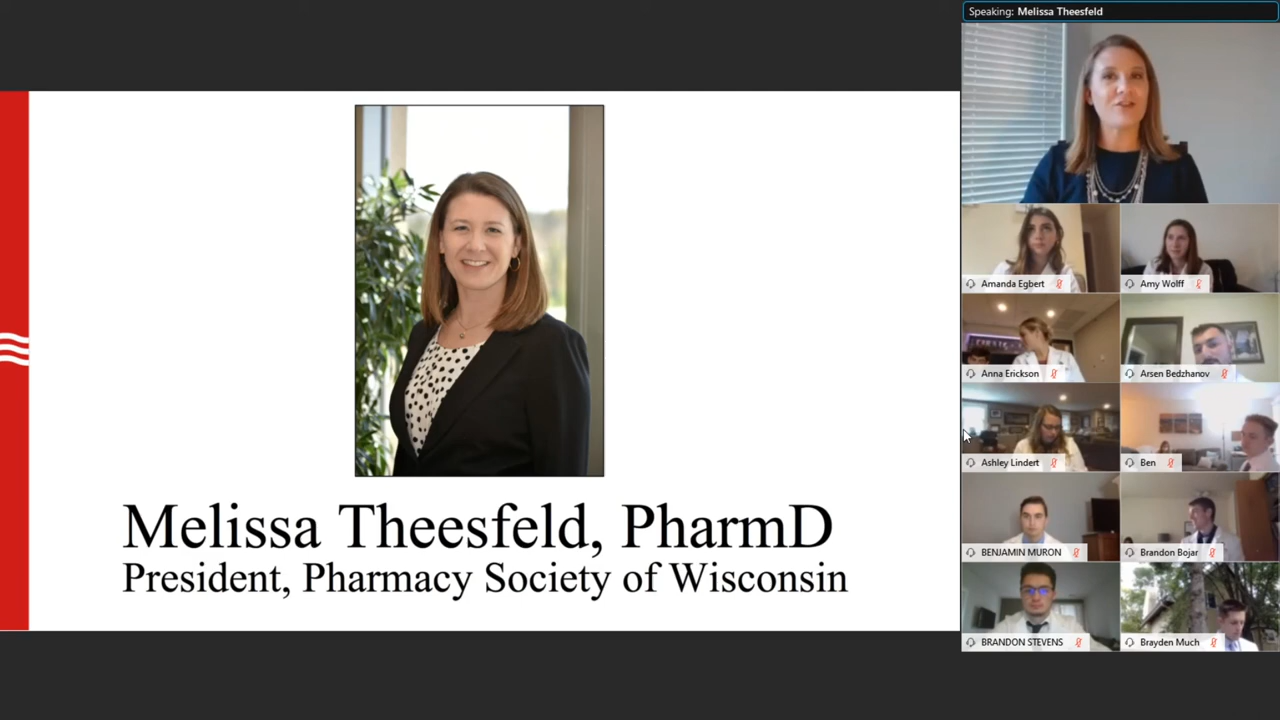 Speaking: Melissa Theesfeld
Melissa Theesfeld, PharmD
President, Pharmacy Society of Wisconsin
Amanda Egbert
Amy Wolff
Anna Erickson
Arsen Bedzhanov
Ashley Lindert
Ben
BENJAMIN MURON
Brandon Bojar
BRANDON STEVENS
Brayden Much